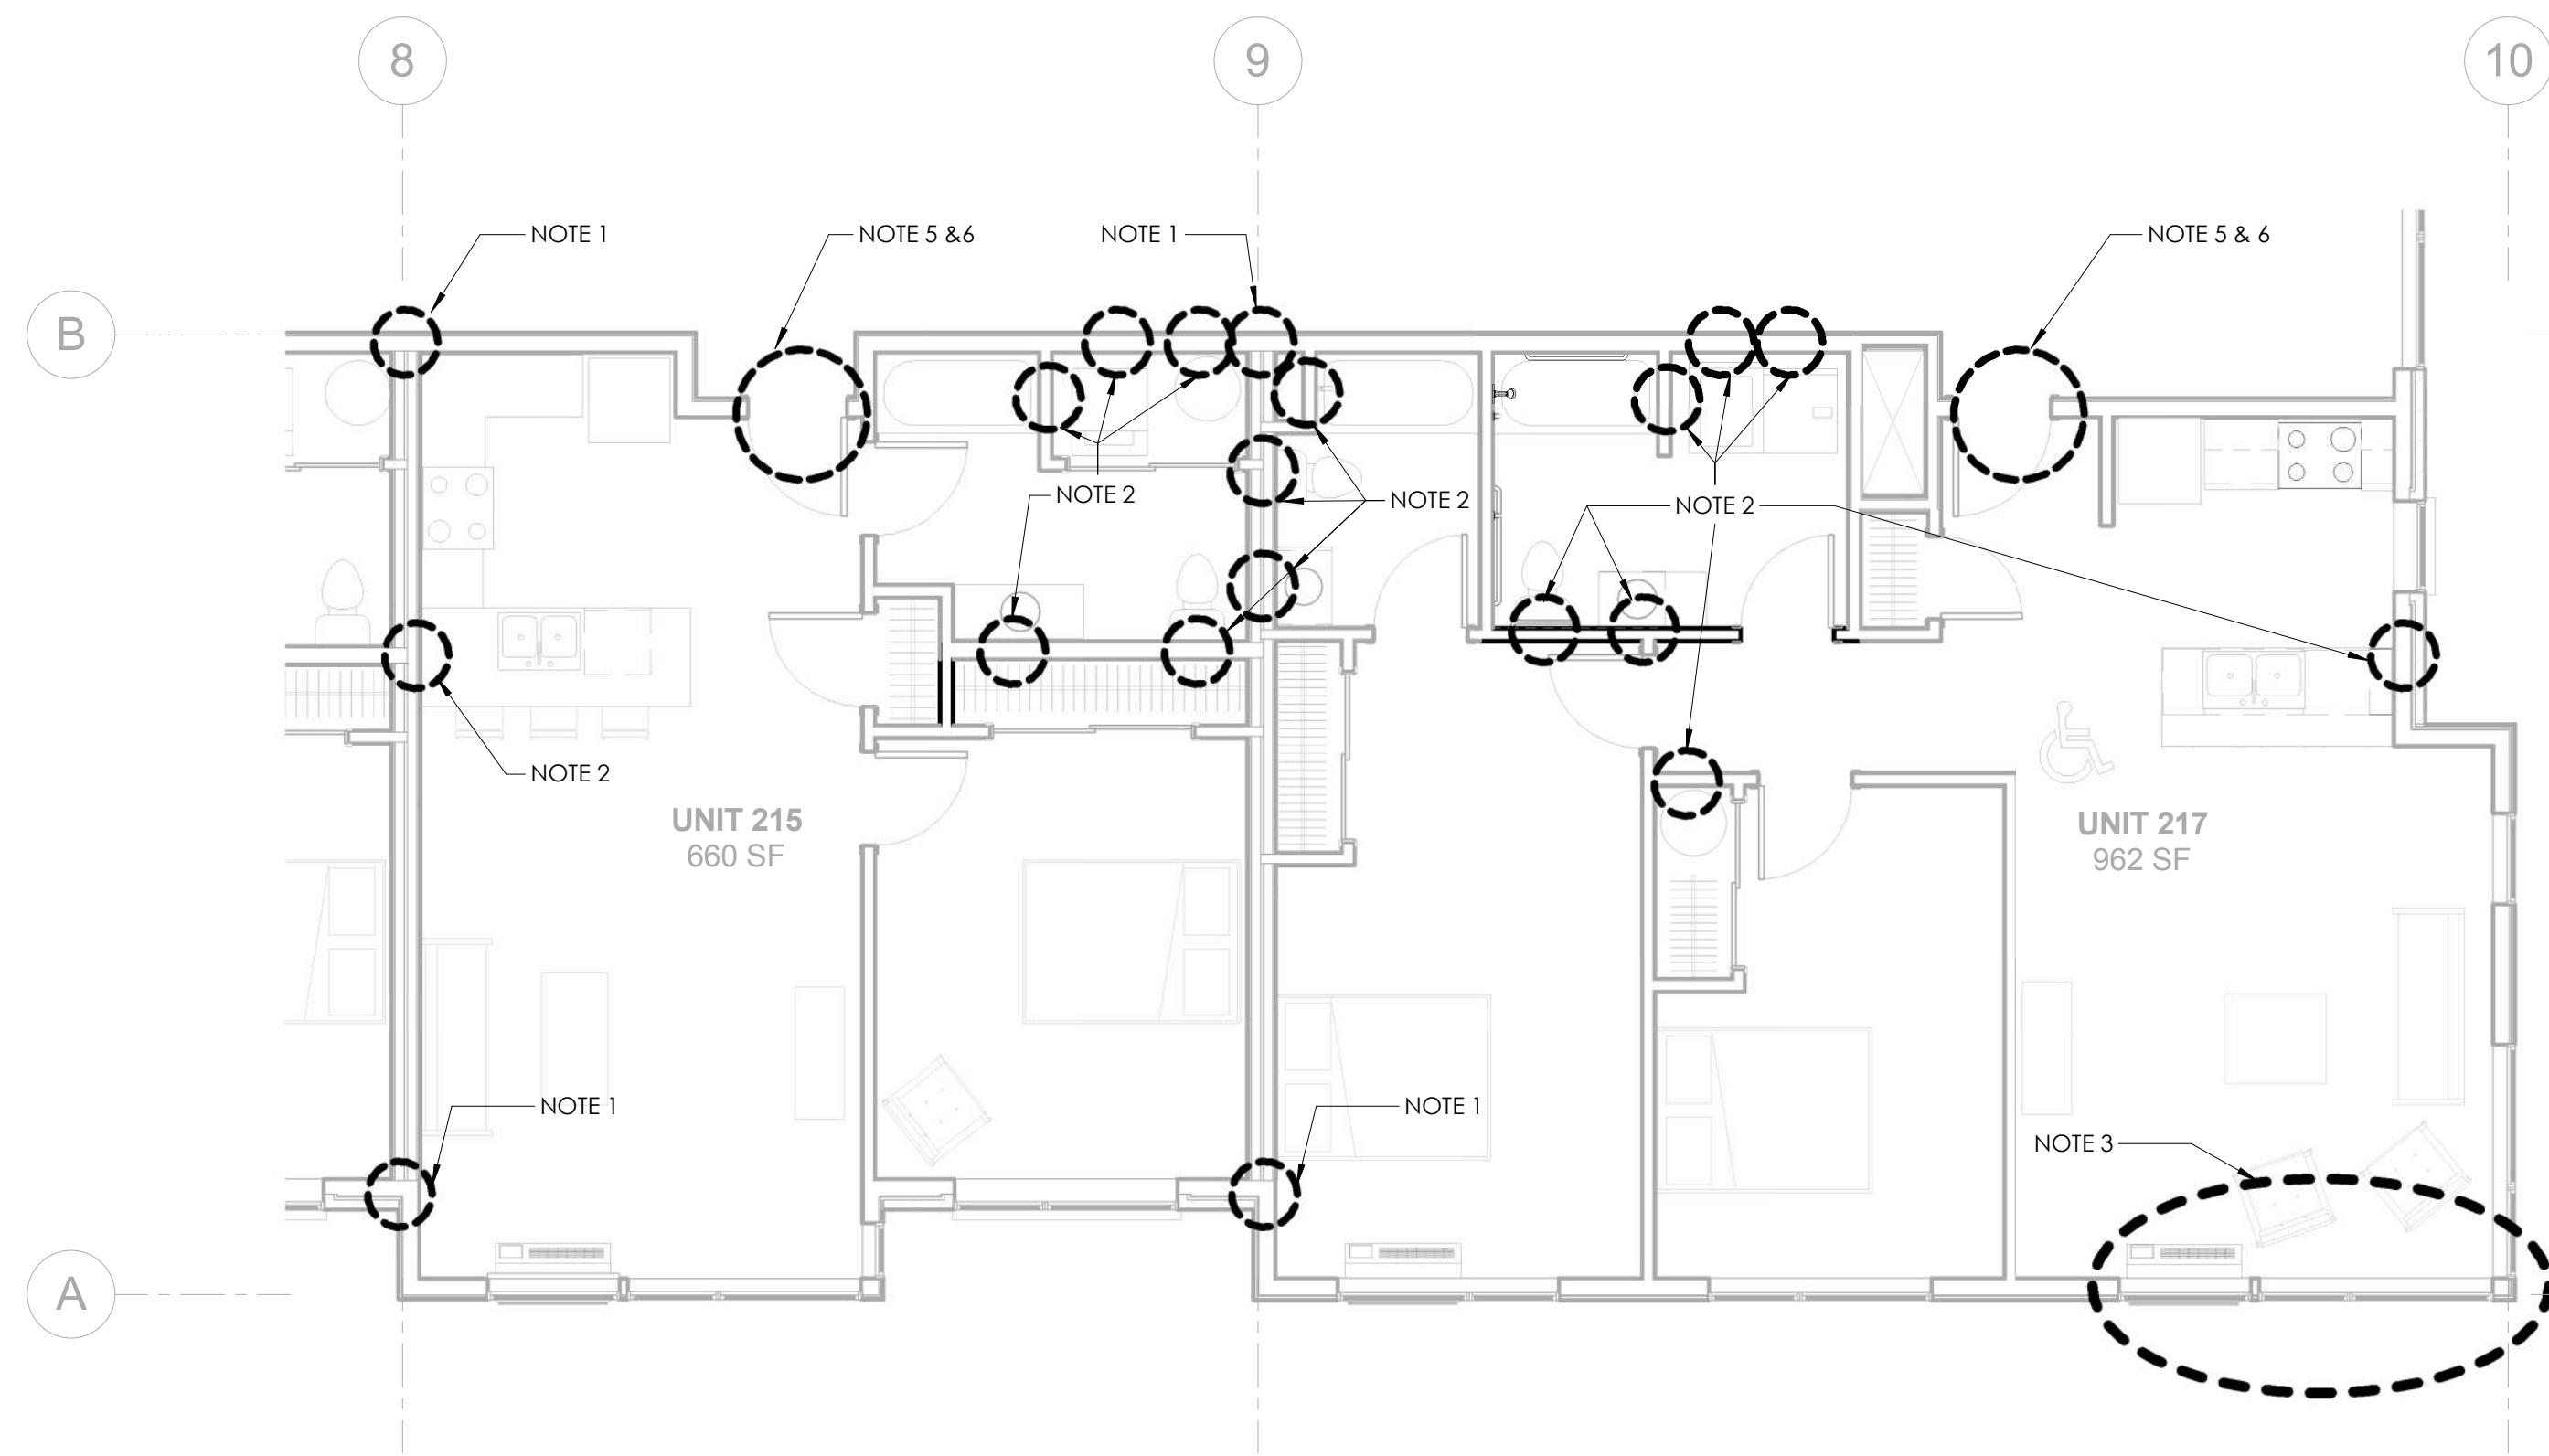 8
9
10
NOTE 1
NOTE 5 &6
NOTE 1
NOTE 5 & 6
B
NOTE 2
NOTE 2
NOTE 2
NOTE 2
UNIT 215
660 SF
UNIT 217
962 SF
NOTE 1
NOTE 1
NOTE 3
A